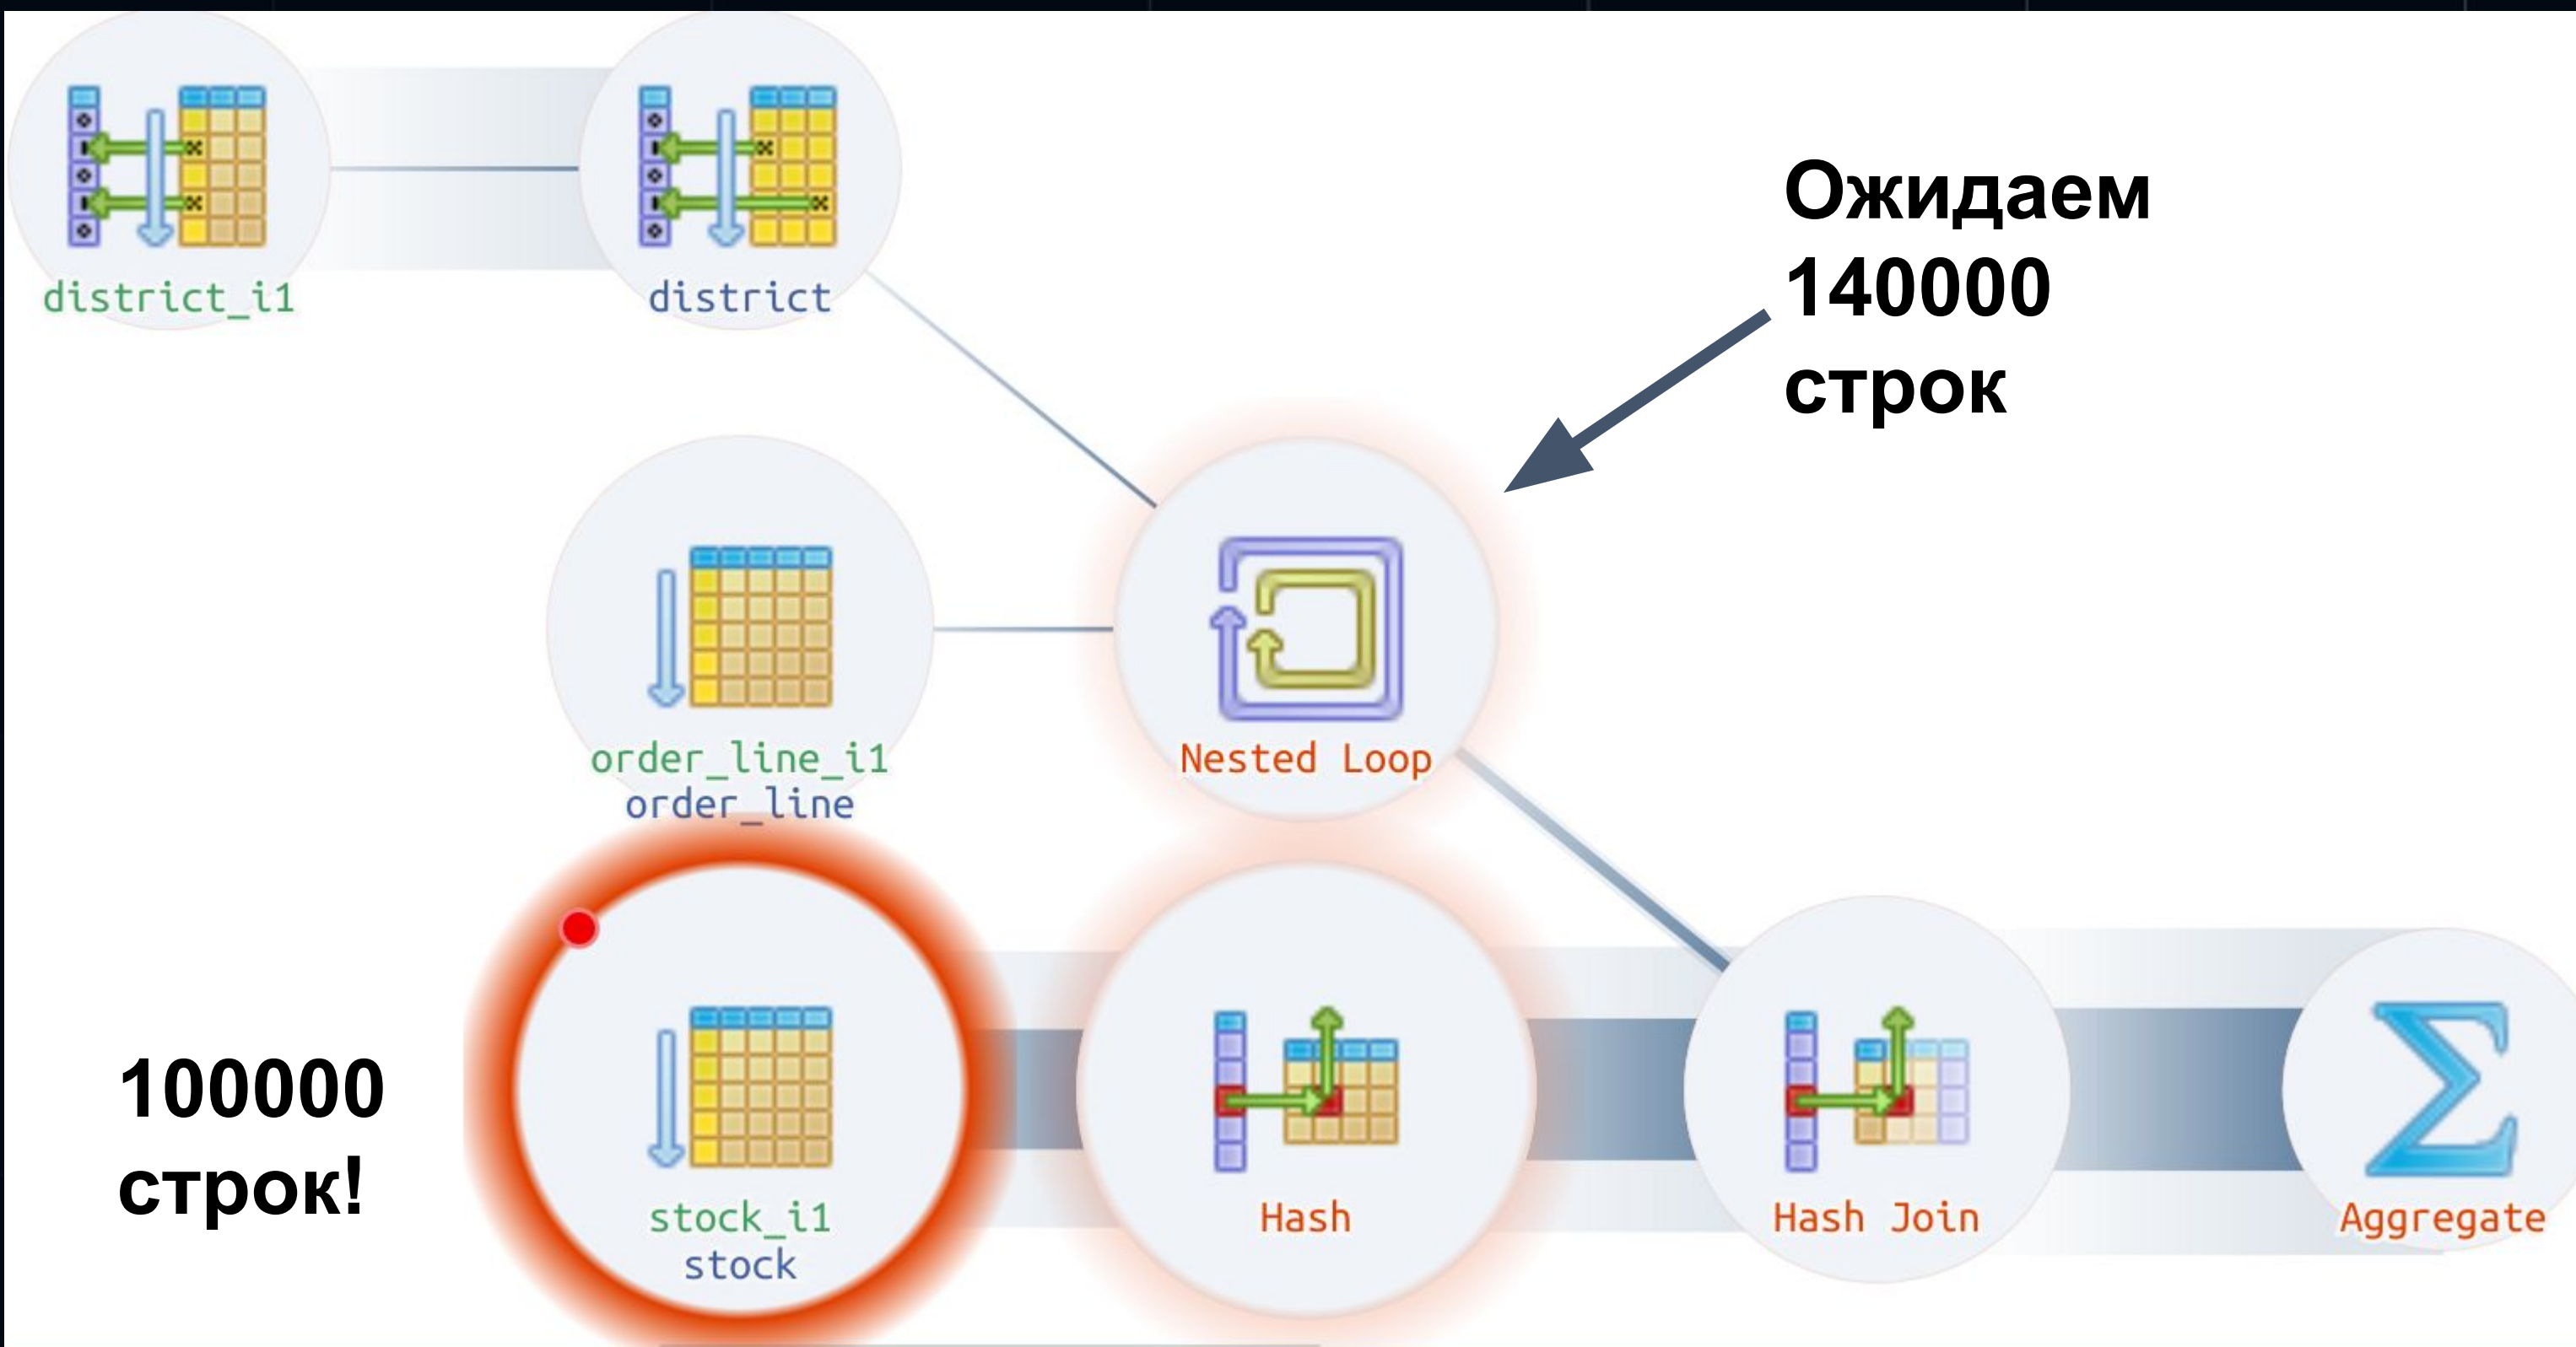 district_i1
district
Ожидаем
140000
строк
order_line_i1
order_line
Nested Loop
100000
строк!
stock_i1
stock
Hash
Hash Join
Aggregate